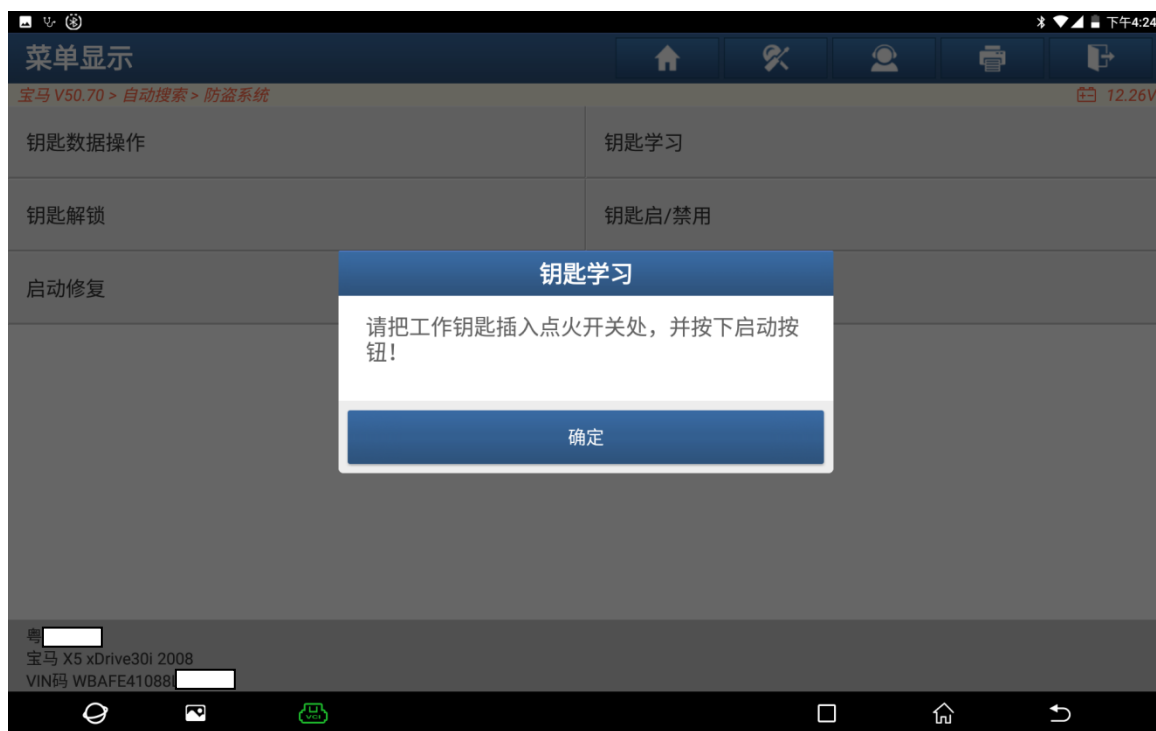 下午4:24
菜单显示
宝马 V50.70 > 自动搜索 > 防盗系统
12.26V
钥匙数据操作
钥匙学习
钥匙解锁
钥匙启/禁用
启动修复
钥匙学习
请把工作钥匙插入点火开关处，并按下启动按
钮！
确定
粤
宝马 X5 xDrive30i 2008
VIN码 WBAFE41088
VCI